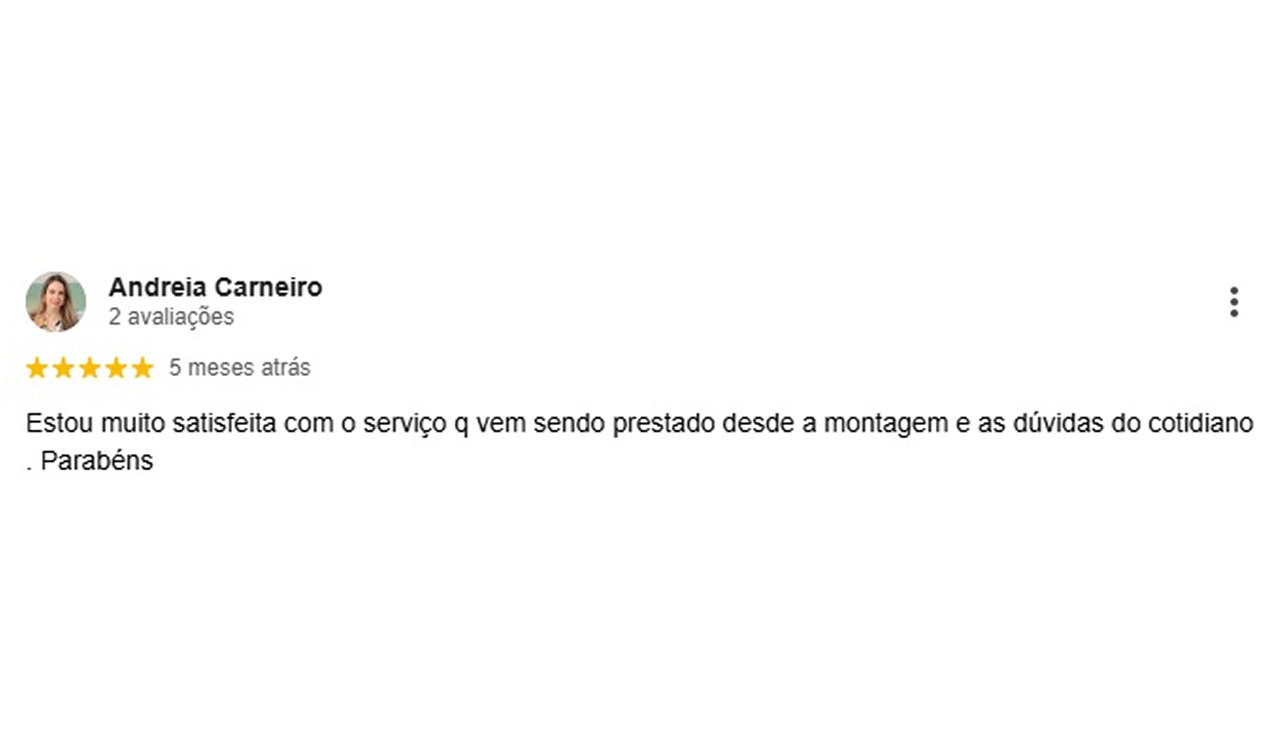 Andreia Carneiro
2 avaliações
5 meses atrás
Estou muito satisfeita com o serviço q vem sendo prestado desde a montagem e as dúvidas do cotidiano
. Parabéns